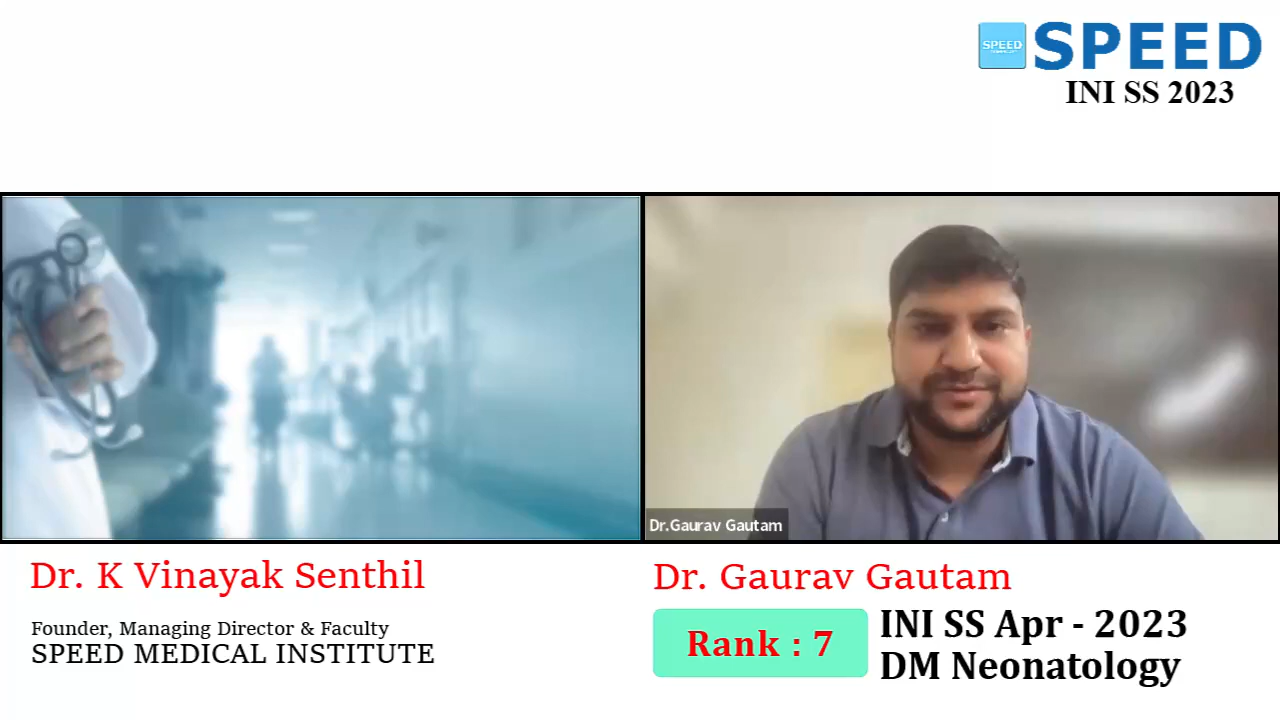 SPEED
SPEED
INI SS 2023
Dr.Gaurav Gautam
Dr. K Vinayak Senthil
Founder, Managing Director & Faculty
SPEED MEDICAL INSTITUTE
Dr. Gaurav Gautam
Rank : 7
INI SS Apr - 2023
DM Neonatology